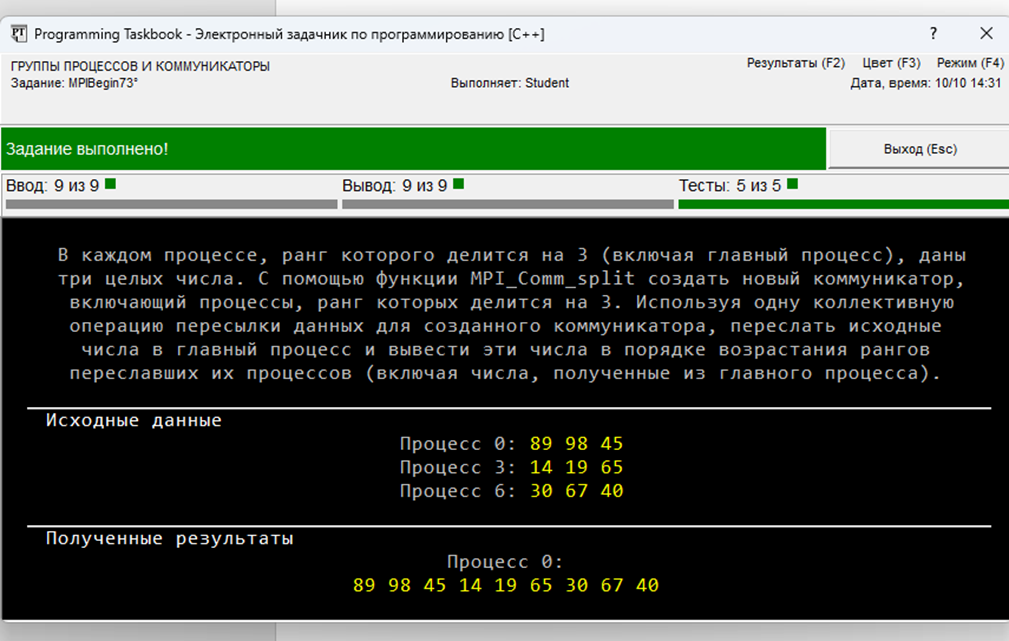 Programming Taskbook - Электронный задачник по программированию [C++]
?
ГРУППЫ ПРОЦЕССОВ И КОММУНИКАТОРЫ
Результаты (F2) Цвет (F3) Режим (F4)
Задание: MPIBegin73°
Выполняет: Student
Дата, время: 10/10 14:31
Задание выполнено!
Выход (Esc)
Ввод: 9 из 9
Вывод: 9 из 9
Тесты: 5 из 5
В каждом процессе, ранг которого делится на 3 (включая главный процесс), даны
три целых числа. С помощью функции MPI_Comm_split создать новый коммуникатор,
включающий процессы, ранг которых делится на 3. Используя одну коллективную
операцию пересылки данных для созданного коммуникатора, переслать исходные
числа в главный процесс и вывести эти числа в порядке возрастания рангов
переславших их процессов (включая числа, полученные из главного процесса).
Исходные данные
Процесс 0: 89 98 45
Процесс 3: 14 19 65
Процесс 6: 30 67 40
Полученные результаты
Процесс 0:
89 98 45 14 19 65 30 67 40